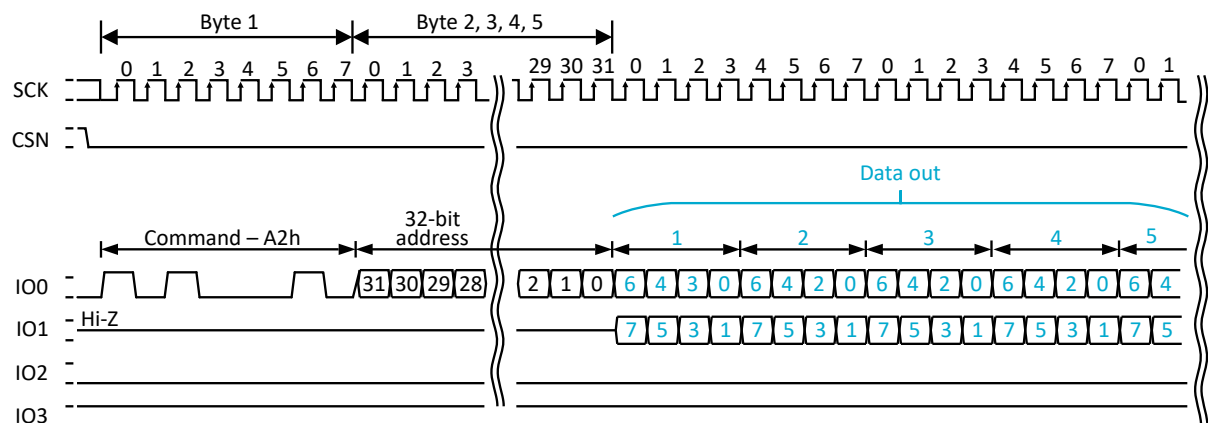 Byte 1 Byte 2, 3, 4, 5
0 1 2 3 4 5 6 7 0 1 2 3 29 30 31 0 1 2 3 4 5 6 7 0 1 2 3 4 5 6 7 0 1
SCK
CSN
Data out
32-bit
Command – A2h address 1 2 3 4 5
IO0 31 30 29 28 2 1 0 6 4 3 0 6 4 2 0 6 4 2 0 6 4 2 0 6 4
Hi-Z
IO1 7 5 3 1 7 5 3 1 7 5 3 1 7 5 3 1 7 5
IO2
IO3